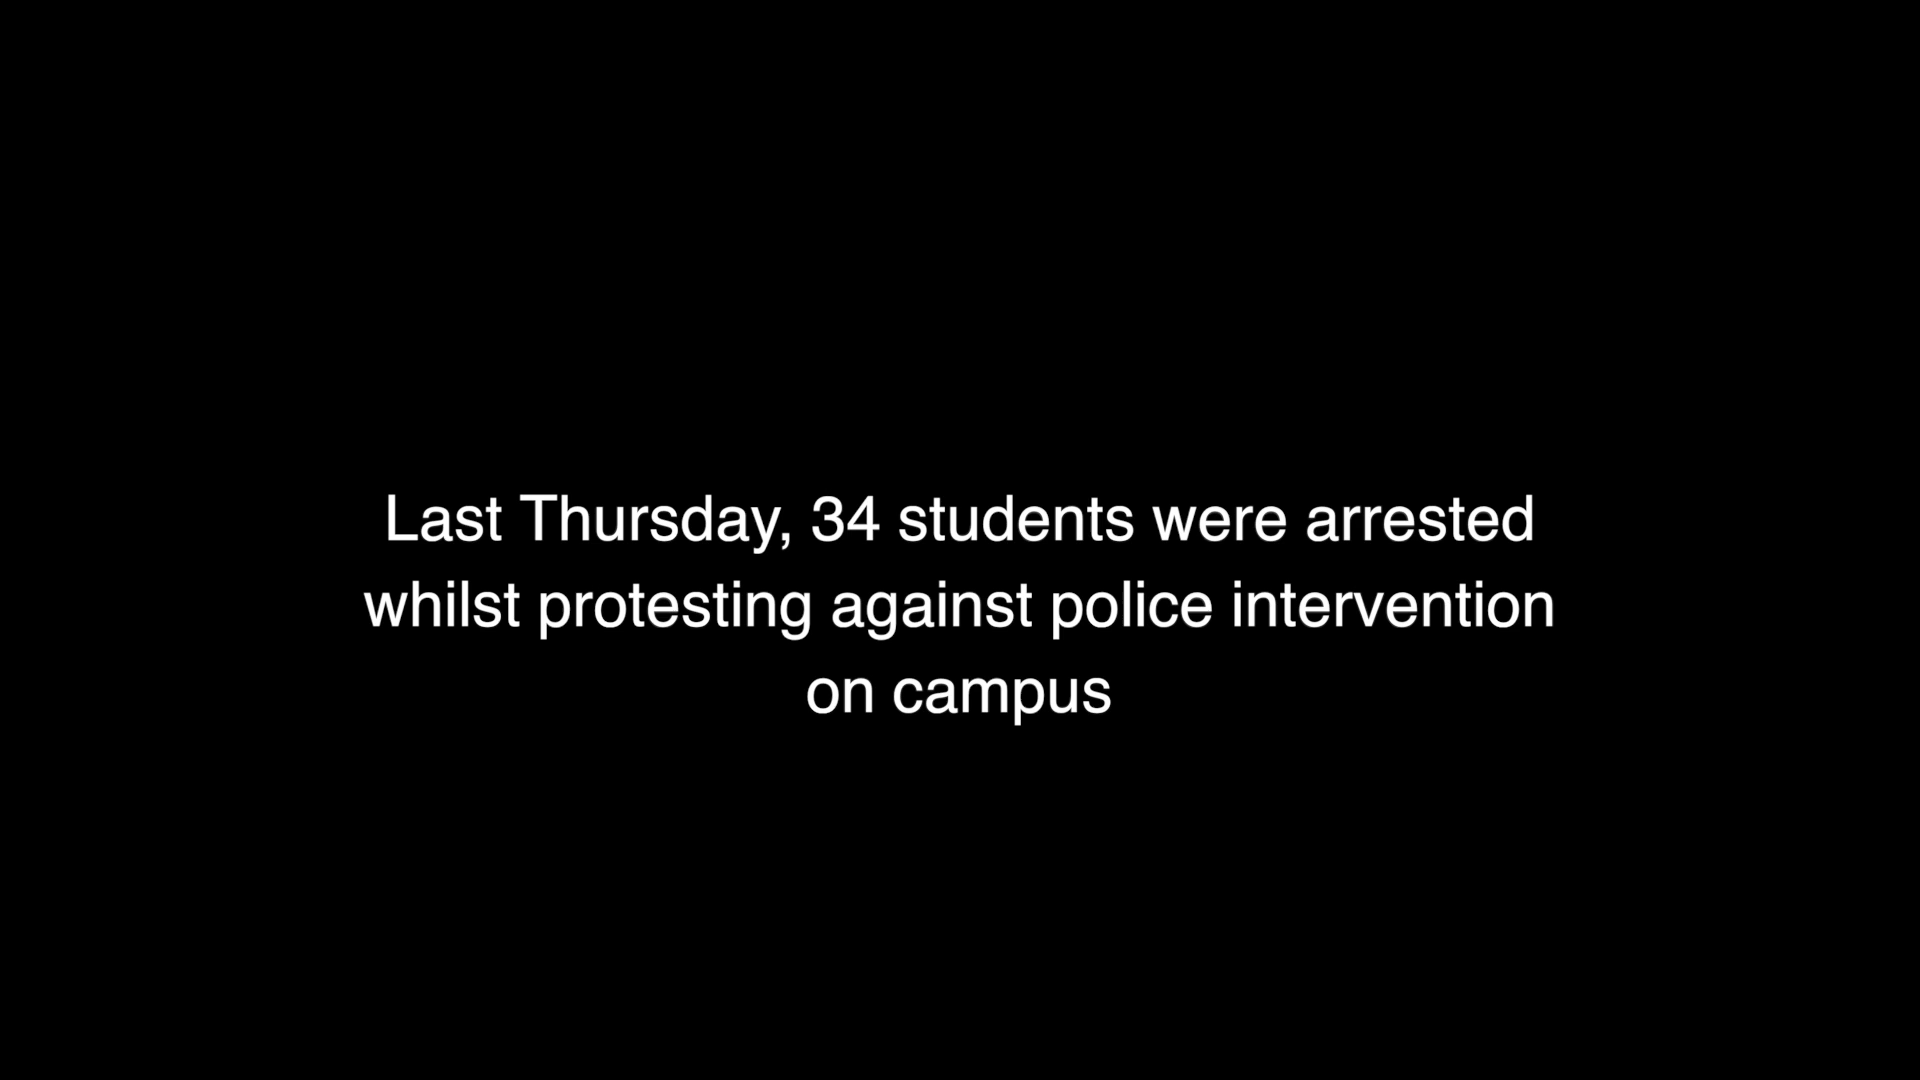 Last Thursday, 34 students were arrested
whilst protesting against police intervention
on campus